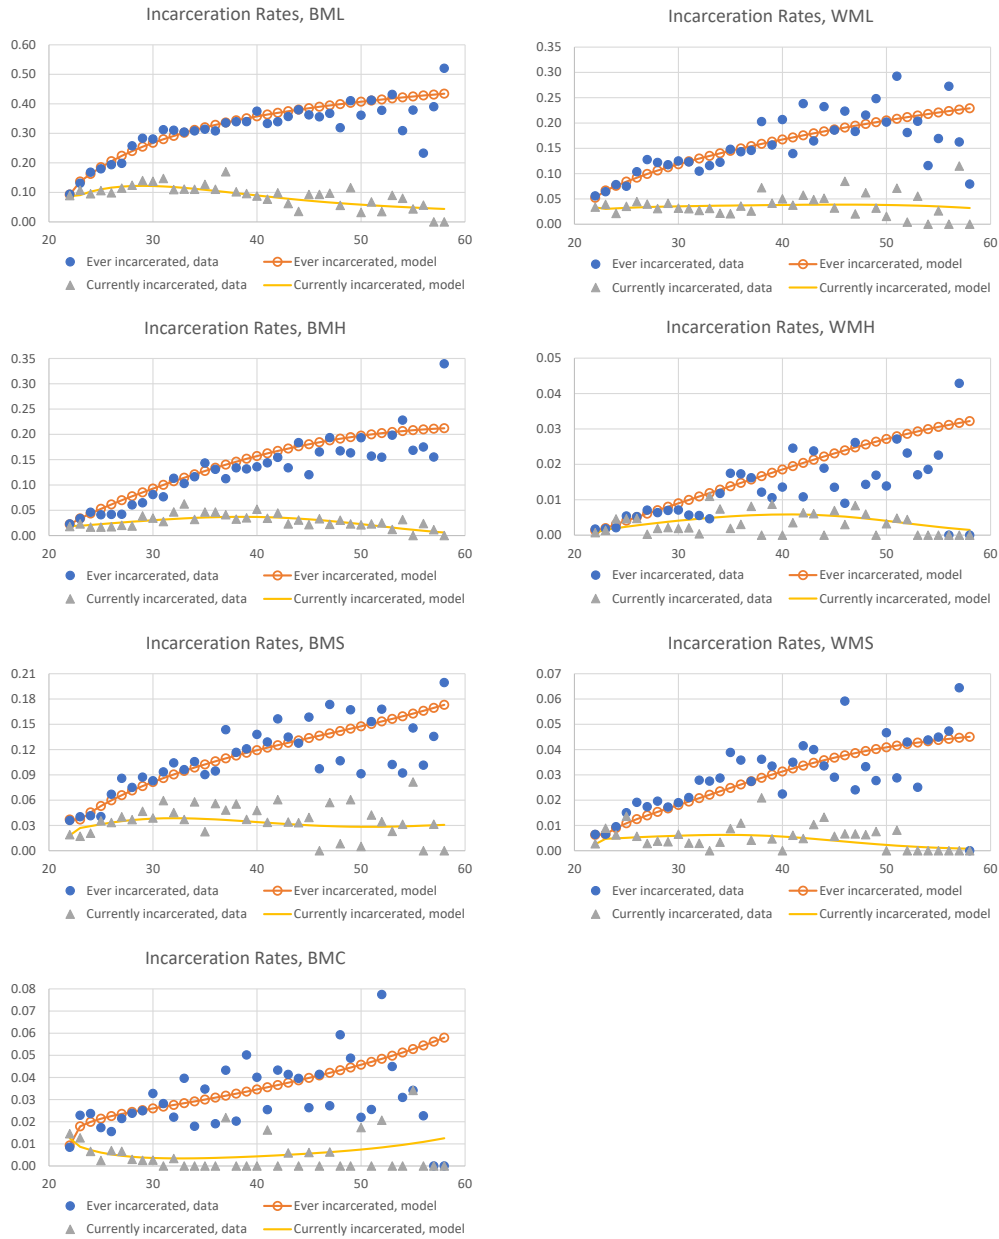 Incarceration Rates, BML
0.60
0.50
0.40
0.30
0.20
0.10
0.00
20 30 40 50 60
Ever incarcerated, data Ever incarcerated, model
Currently incarcerated, data Currently incarcerated, model
Incarceration Rates, WML
0.35
0.30
0.25
0.20
0.15
0.10
0.05
0.00
20 30 40 50 60
Ever incarcerated, data Ever incarcerated, model
Currently incarcerated, data Currently incarcerated, model
Incarceration Rates, BMH
0.35
0.30
0.25
0.20
0.15
0.10
0.05
0.00
20 30 40 50 60
Ever incarcerated, data Ever incarcerated, model
Currently incarcerated, data Currently incarcerated, model
Incarceration Rates, WMH
0.05
0.04
0.03
0.02
0.01
0.00
20 30 40 50 60
Ever incarcerated, data Ever incarcerated, model
Currently incarcerated, data Currently incarcerated, model
Incarceration Rates, BMS
0.21
0.18
0.15
0.12
0.09
0.06
0.03
0.00
20 30 40 50 60
Ever incarcerated, data Ever incarcerated, model
Currently incarcerated, data Currently incarcerated, model
Incarceration Rates, WMS
0.07
0.06
0.05
0.04
0.03
0.02
0.01
0.00
20 30 40 50 60
Ever incarcerated, data Ever incarcerated, model
Currently incarcerated, data Currently incarcerated, model
Incarceration Rates, BMC
0.08
0.07
0.06
0.05
0.04
0.03
0.02
0.01
0.00
20 30 40 50 60
Ever incarcerated, data Ever incarcerated, model
Currently incarcerated, data Currently incarcerated, model